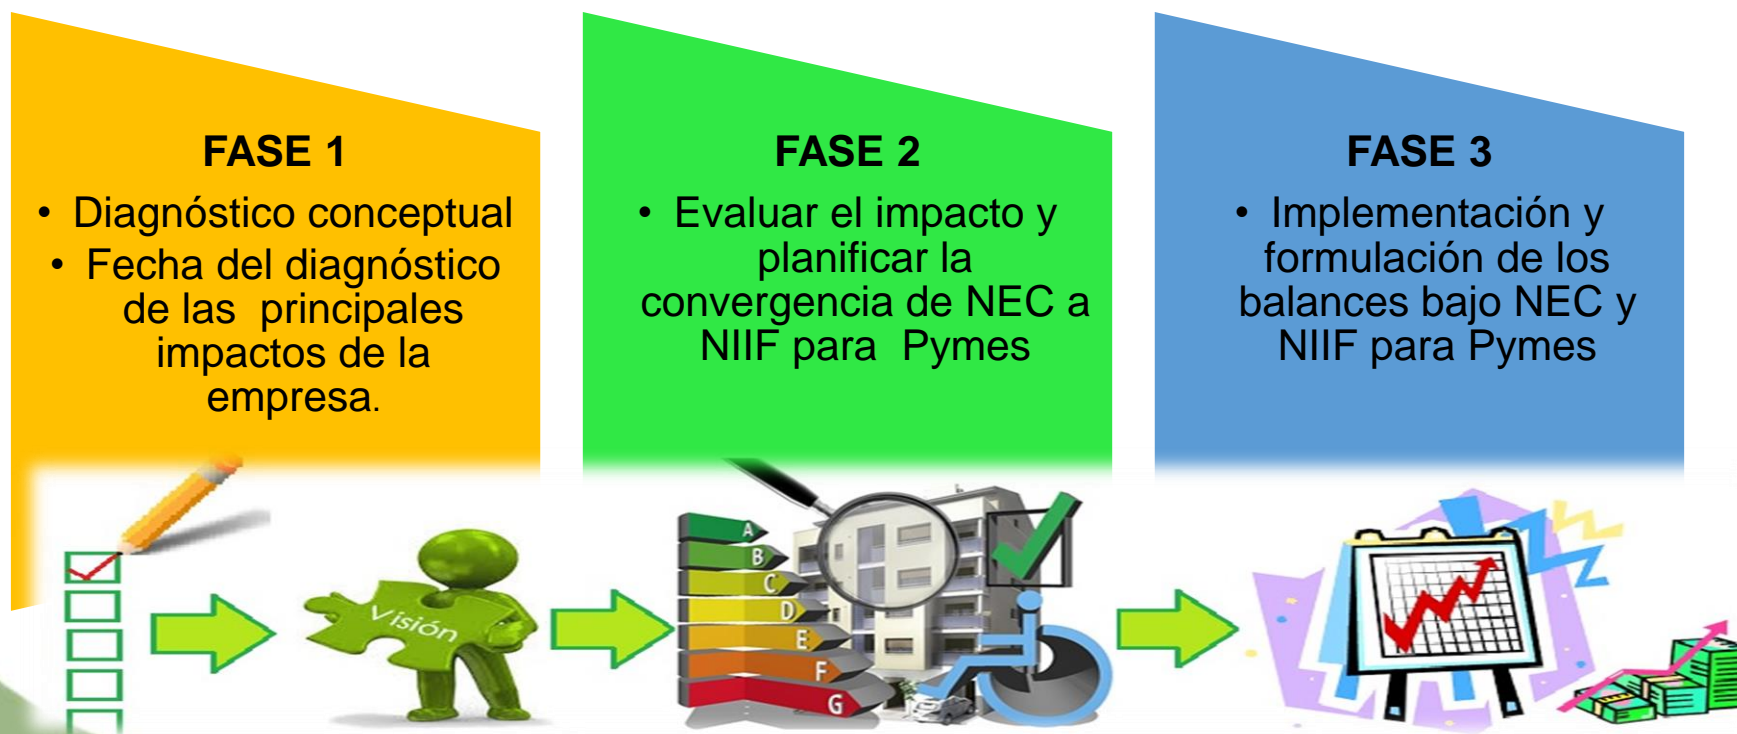 FASE 1
• Diagnóstico conceptual
• Fecha del diagnóstico
de las principales
impactos de la
empresa.
FASE 2
• Evaluar el impacto y
planificar la
convergencia de NEC a
NIIF para Pymes
FASE 3
• Implementación y
formulación de los
balances bajo NEC y
NIIF para Pymes
Visión
A
B
C
D
E
F
G